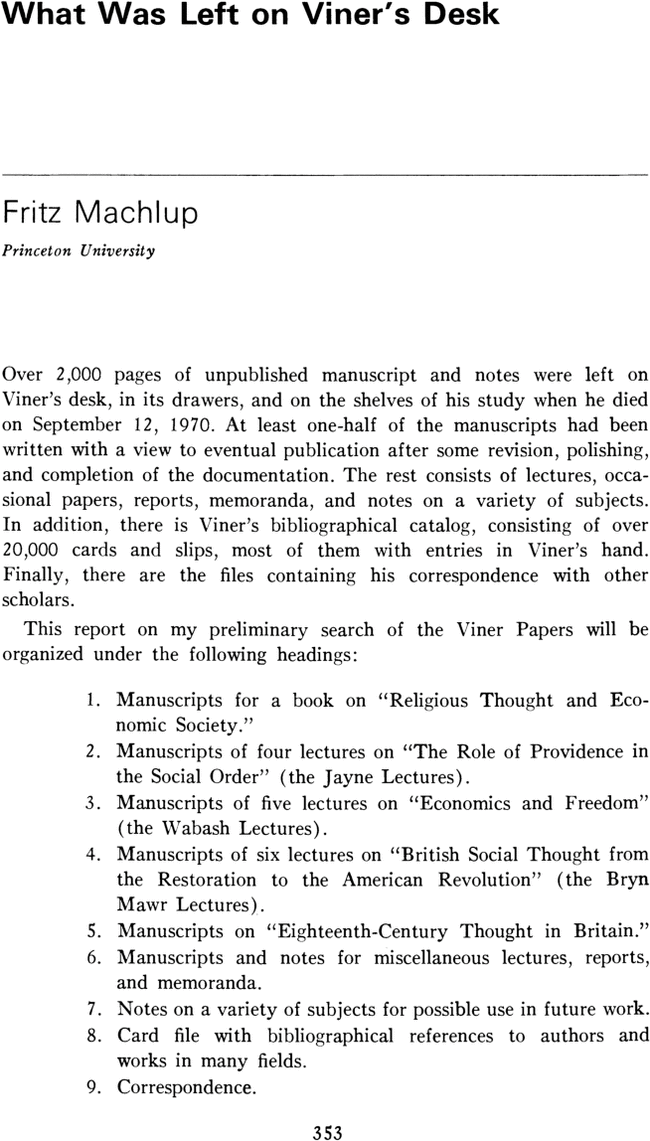 What Was Left on Viner's Desk
Fritz Machlup
Princeton University
Over 2,000 pages of unpublished manuscript and notes were left on
Viner's desk, in its drawers, and on the shelves of his study when he died
on September 12, 1970. At least one-half of the manuscripts had been
written with a view to eventual publication after some revision, polishing,
and completion of the documentation. The rest consists of lectures, occa-
sional papers, reports, memoranda, and notes on a variety of subjects.
In addition, there is Viner's bibliographical catalog, consisting of over
20,000 cards and slips, most of them with entries in Viner's hand.
Finally, there are the files containing his correspondence with other
scholars.
This report on my preliminary search of the Viner Papers will be
organized under the following headings:
1. Manuscripts for a book on "Religious Thought and Eco-
nomic Society."
2. Manuscripts of four lectures on "The Role of Providence in
the Social Order" (the Jayne Lectures).
3. Manuscripts of five lectures on "Economics and Freedom"
(the Wabash Lectures).
4. Manuscripts of six lectures on "British Social Thought from
the Restoration to the American Revolution" (the Bryn
Mawr Lectures).
5. Manuscripts on "Eighteenth-Century Thought in Britain."
6. Manuscripts and notes for miscellaneous lectures, reports,
and memoranda.
7. Notes on a variety of subjects for possible use in future work.
8. Card file with bibliographical references to authors and
works in many fields.
9. Correspondence.
353